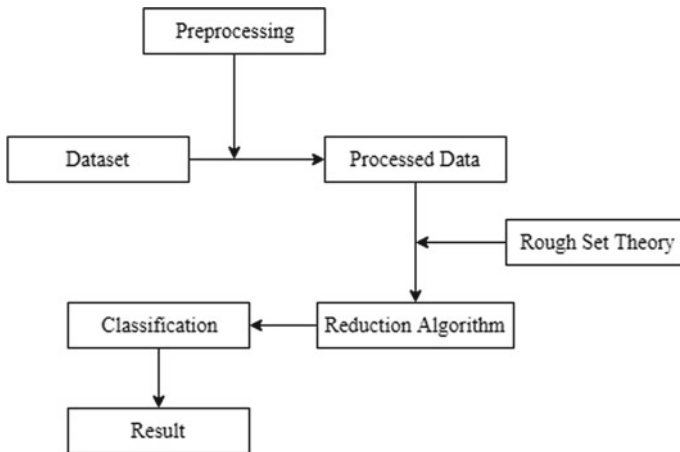 Preprocessing
Dataset
Processed Data
Rough Set Theory
Classification
Reduction Algorithm
Result